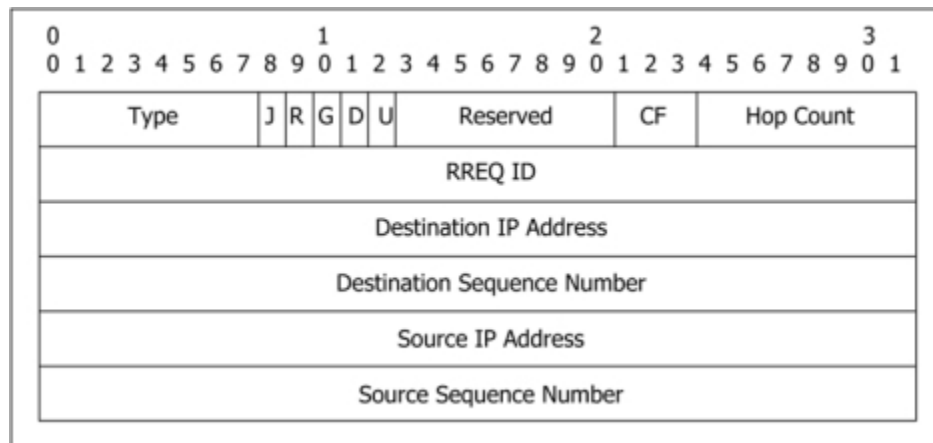 0 1 2 3
0 1 2 3 4 5 6 7 8 9 0 1 2 3 4 5 6 7 8 9 0 1 2 3 4 5 6 7 8 9 0 1
Type J R G D U Reserved CF Hop Count
RREQ ID
Destination IP Address
Destination Sequence Number
Source IP Address
Source Sequence Number